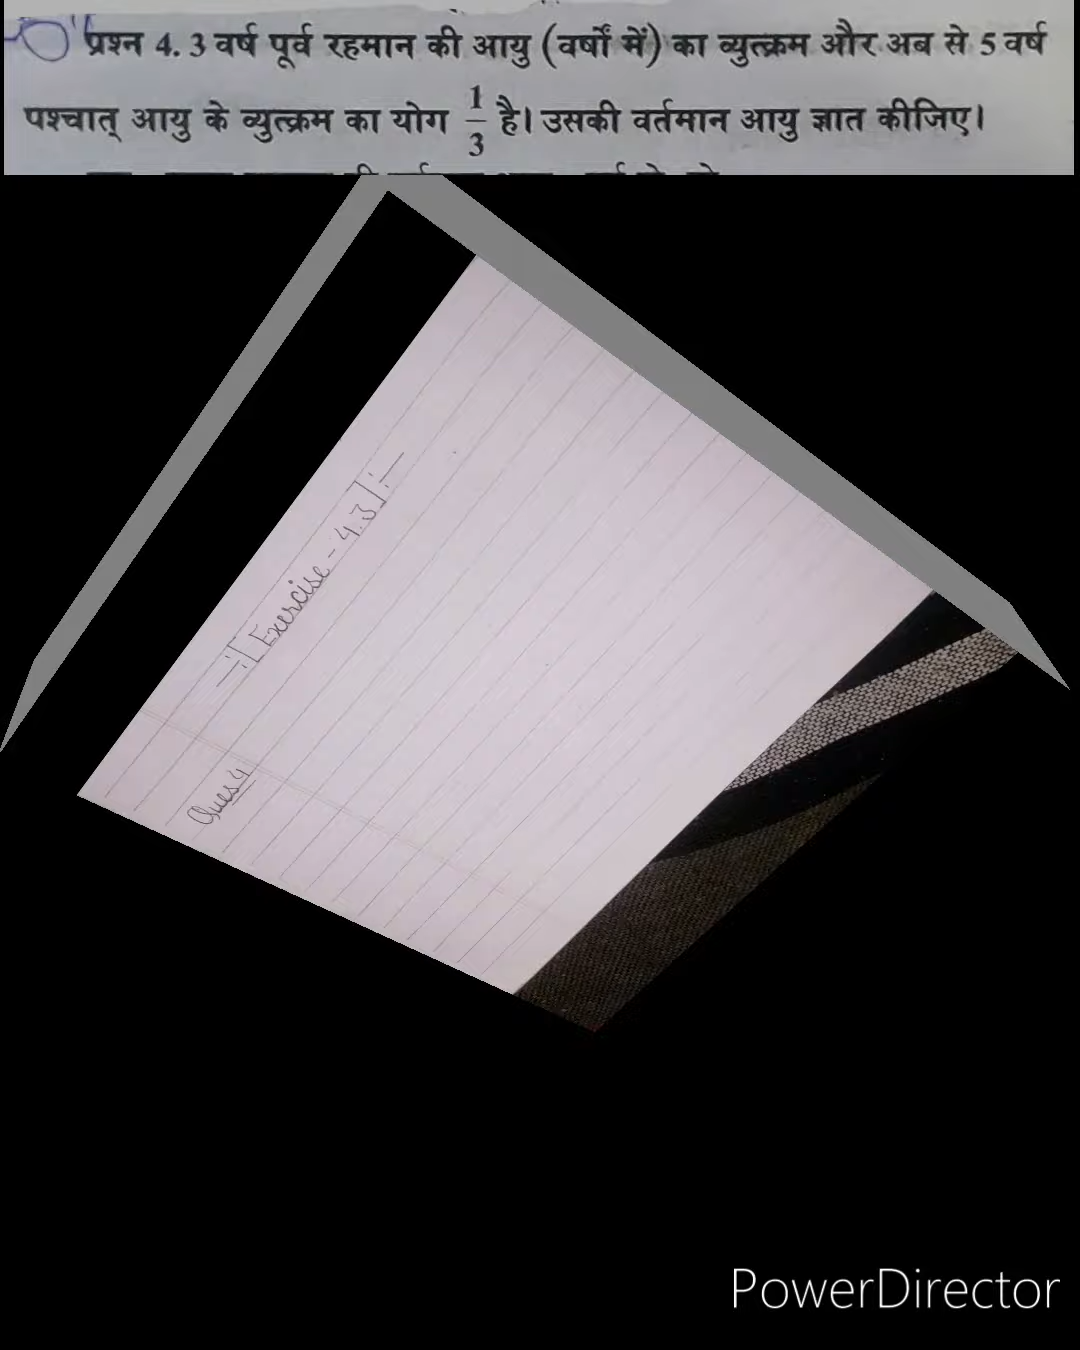 प्रश्न 4. 3 वर्ष पूर्व रहमान की आयु (वर्षों में) का व्युत्क्रम और अब से 5 वर्ष
पश्चात् आयु के व्युत्क्रम का योग 1/3 है। उसकी वर्तमान आयु ज्ञात कीजिए।
-:[Exercise - 4.3]:-
Ques 4
PowerDirector